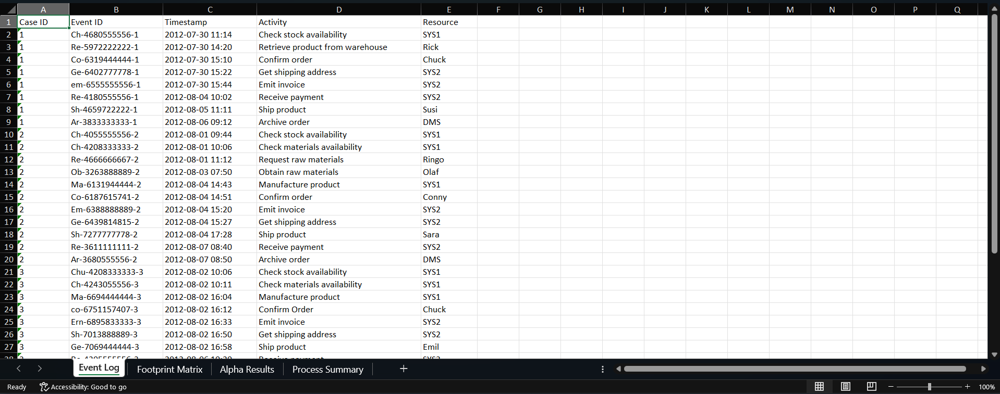 A B C D E F G H I J K L M N O P Q
1 Case ID Event ID Timestamp Activity Resource
2 1 Ch-4680555556-1 2012-07-30 11:14 Check stock availability SYS1
3 1 Re-5972222222-1 2012-07-30 14:20 Retrieve product from warehouse Rick
4 1 Co-6319444444-1 2012-07-30 15:10 Confirm order Chuck
5 1 Ge-6402777778-1 2012-07-30 15:22 Get shipping address SYS2
6 1 em-6555555556-1 2012-07-30 15:44 Emit invoice SYS2
7 1 Re-4180555556-1 2012-08-04 10:02 Receive payment SYS2
8 1 Sh-4659722222-1 2012-08-05 11:11 Ship product Susi
9 1 Ar-3833333333-1 2012-08-06 09:12 Archive order DMS
10 2 Ch-4055555556-2 2012-08-01 09:44 Check stock availability SYS1
11 2 Ch-4208333333-2 2012-08-01 10:06 Check materials availability SYS1
12 2 Re-4666666667-2 2012-08-01 11:12 Request raw materials Ringo
13 2 Ob-3263888889-2 2012-08-03 07:50 Obtain raw materials Olaf
14 2 Ma-6131944444-2 2012-08-04 14:43 Manufacture product SYS1
15 2 Co-6187615741-2 2012-08-04 14:51 Confirm order Conny
16 2 Em-6388888889-2 2012-08-04 15:20 Emit invoice SYS2
17 2 Ge-6439814815-2 2012-08-04 15:27 Get shipping address SYS2
18 2 Sh-7277777778-2 2012-08-04 17:28 Ship product Sara
19 2 Re-3611111111-2 2012-08-07 08:40 Receive payment SYS2
20 2 Ar-3680555556-2 2012-08-07 08:50 Archive order DMS
21 3 Chu-4208333333-3 2012-08-02 10:06 Check stock availability SYS1
22 3 Ch-4243055556-3 2012-08-02 10:11 Check materials availability SYS1
23 3 Ma-6694444444-3 2012-08-02 16:04 Manufacture product SYS1
24 3 co-6751157407-3 2012-08-02 16:12 Confirm Order Chuck
25 3 Ern-6895833333-3 2012-08-02 16:33 Emit invoice SYS2
26 3 Sh-7013888889-3 2012-08-02 16:50 Get shipping address SYS2
27 3 Ge-7069444444-3 2012-08-02 16:58 Ship product Emil
Event Log Footprint Matrix Alpha Results Process Summary
Ready Accessibility: Good to go 100%